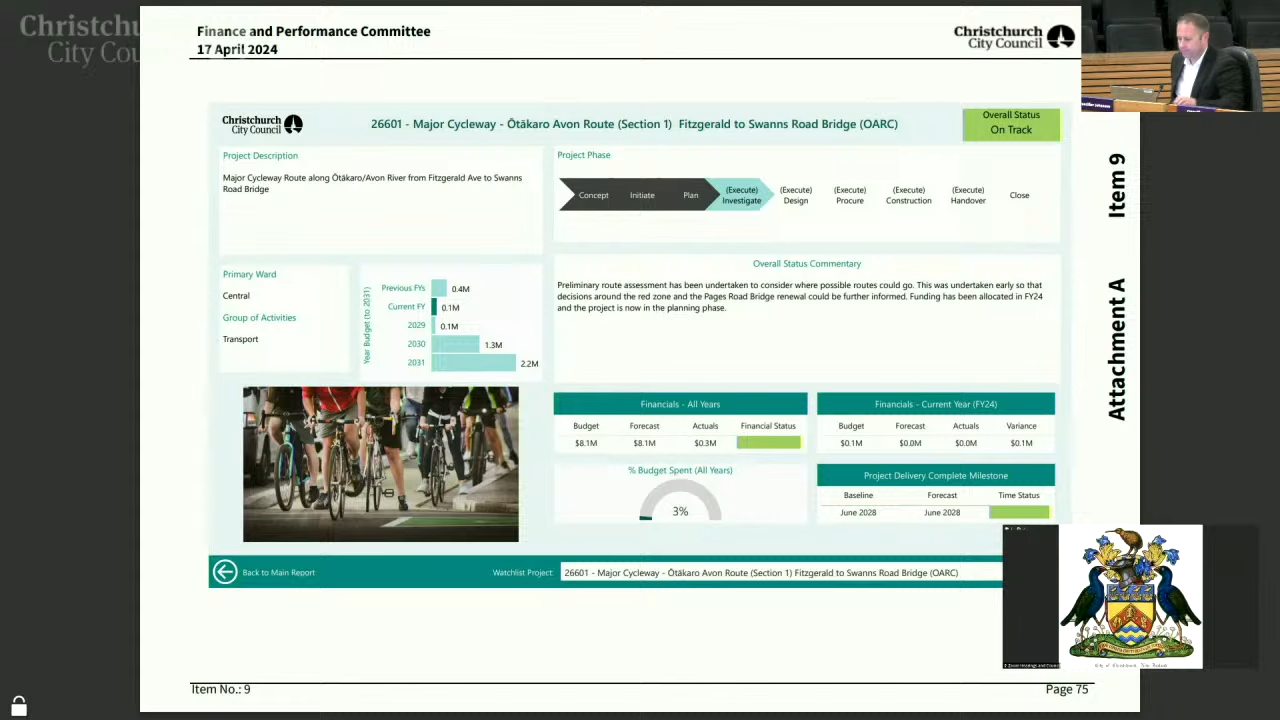 Christchurch
City Council
Finance and Performance Committee
17 April 2024
Christchurch
City Council
Christchurch
City Council
26601 - Major Cycleway - Ōtākaro Avon Route (Section 1) Fitzgerald to Swanns Road Bridge (OARC)
Overall Status
On Track
Project Description
Major Cycleway Route along Ōtākaro/Avon River from Fitzgerald Ave to Swanns
Road Bridge
Project Phase
Concept
Initiate
Plan
(Execute)
Investigate
(Execute)
Design
(Execute)
Procure
(Execute)
Construction
(Execute)
Handover
Close
Primary Ward
Central
Group of Activities
Transport
Year Budget (to 2031)
Previous FYs 0.4M
Current FY 0.1M
2029 0.1M
2030 1.3M
2031 2.2M
Overall Status Commentary
Preliminary route assessment has been undertaken to consider where possible routes could go. This was undertaken early so that
decisions around the red zone and the Pages Road Bridge renewal could be further informed. Funding has been allocated in FY24
and the project is now in the planning phase.
Financials - All Years
Budget Forecast Actuals Financial Status
$8.1M $8.1M $0.3M
% Budget Spent (All Years)
3%
Financials - Current Year (FY24)
Budget Forecast Actuals Variance
$0.1M $0.0M $0.0M $0.1M
Project Delivery Complete Milestone
Baseline Forecast Time Status
June 2028 June 2028
Back to Main Report
Watchlist Project: 26601 - Major Cycleway - Ōtākaro Avon Route (Section 1) Fitzgerald to Swanns Road Bridge (OARC)
Attachment A Item 9
Item No.: 9
Page 75